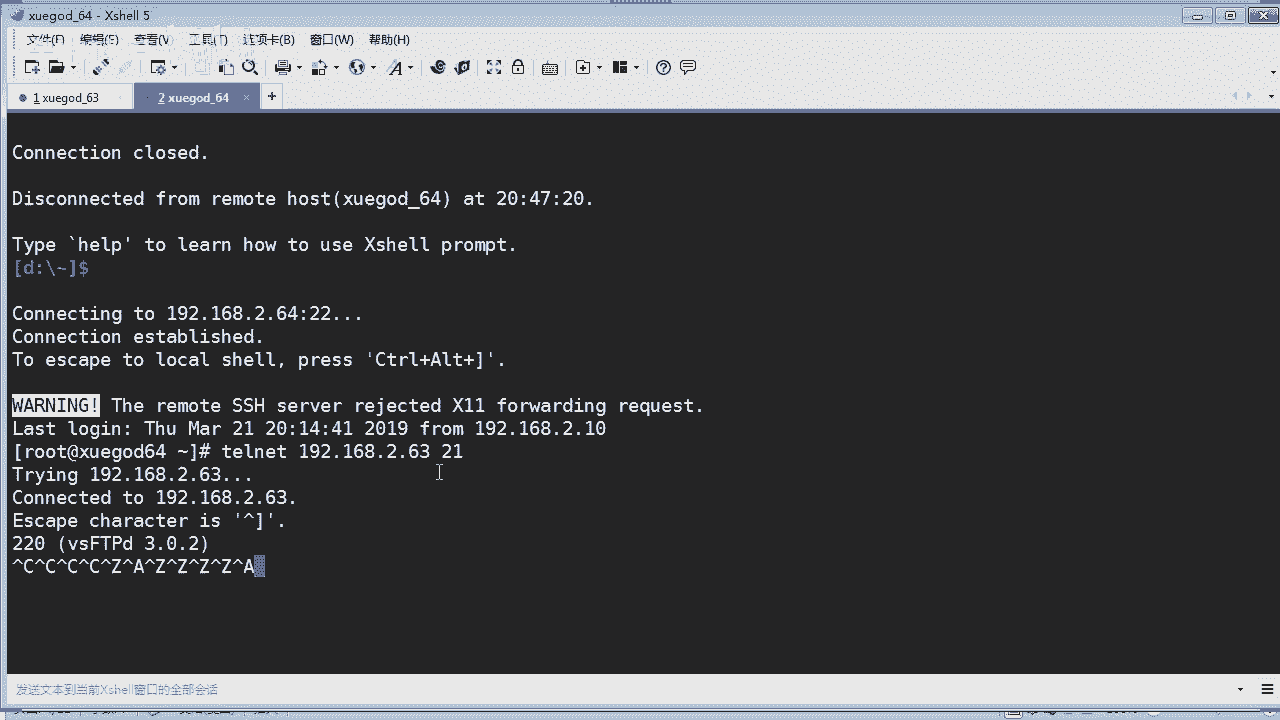 xuegod_64 - Xshell 5
文件(F) 编辑(E) 查看(V) 工具(T) 选项卡(B) 窗口(W) 帮助(H)
1 xuegod_63 2 xuegod_64 × +
Connection closed.
Disconnected from remote host(xuegod_64) at 20:47:20.
Type `help' to learn how to use Xshell prompt.
[d:\~]$
Connecting to 192.168.2.64:22...
Connection established.
To escape to local shell, press 'Ctrl+Alt+]'.
WARNING! The remote SSH server rejected X11 forwarding request.
Last login: Thu Mar 21 20:14:41 2019 from 192.168.2.10
[root@xuegod64 ~]# telnet 192.168.2.63 21
Trying 192.168.2.63...
Connected to 192.168.2.63.
Escape character is '^]'.
220 (vsFTPd 3.0.2)
^C^C^C^C^Z^A^Z^Z^Z^Z^A
发送文本到当前Xshell窗口的全部会话